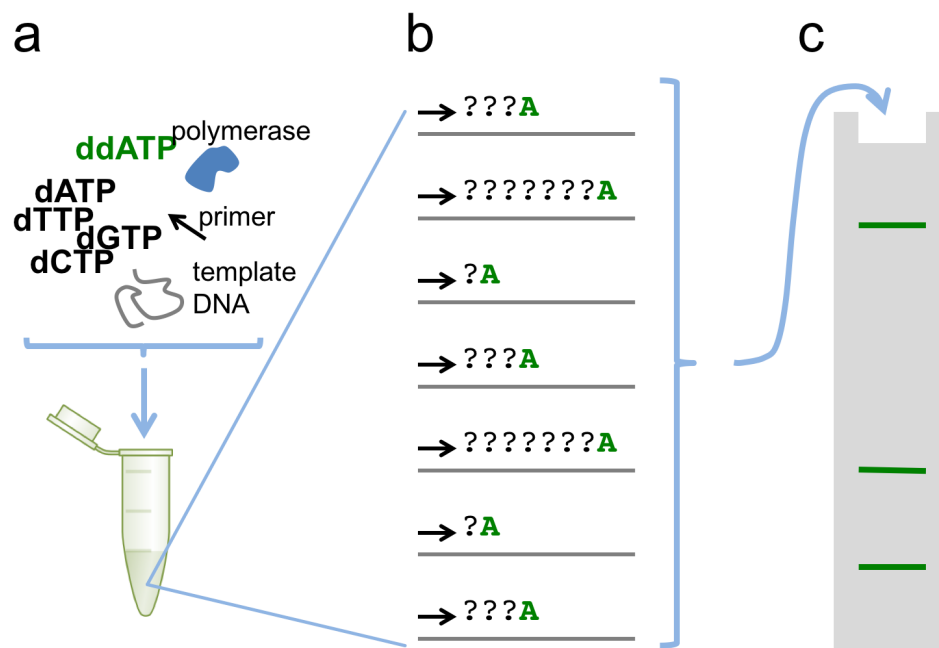 a
ddATP
polymerase
dATP
dTTP
primer
dGTP
dCTP
template
DNA
b
???A
???????A
?A
???A
???????A
?A
???A
c